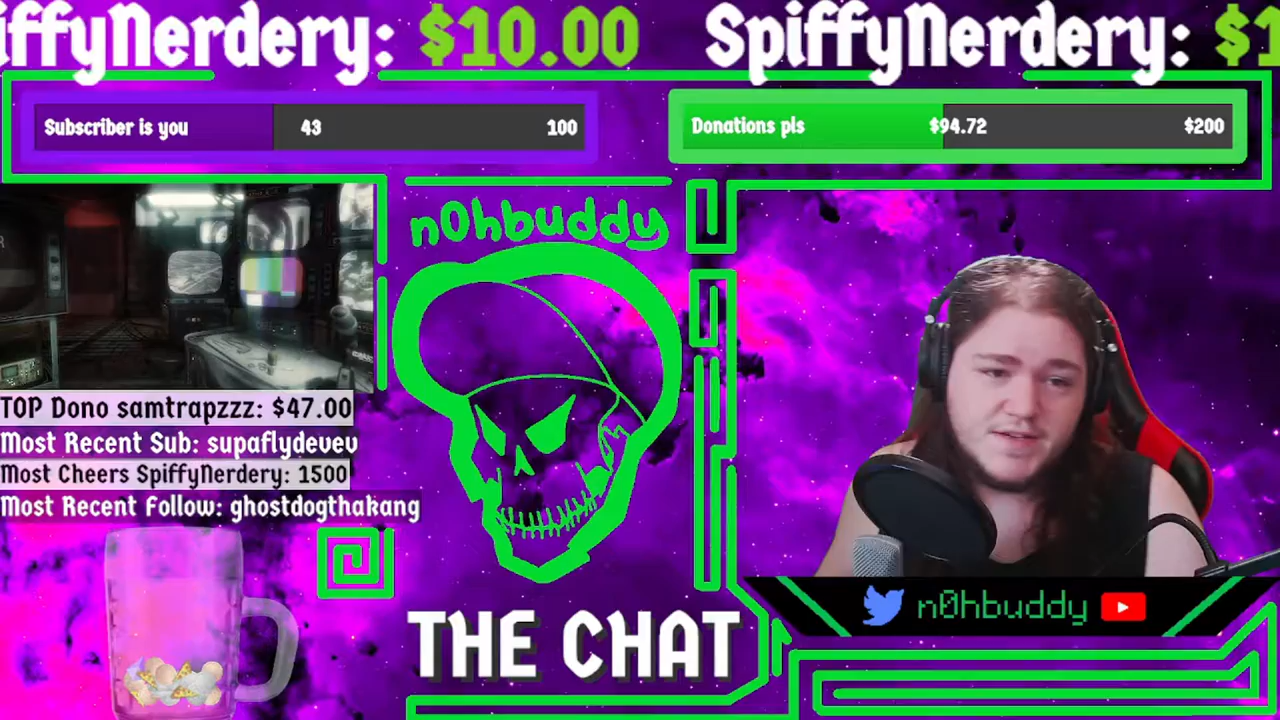 iffyNerdery: $10.00 SpiffyNerdery: $1
Subscriber is you 43 100
Donations pls $94.72 $200
n0hbuddy
TOP Dono samtrapzzz: $47.00
Most Recent Sub: supaflydevev
Most Cheers SpiffyNerdery: 1500
Most Recent Follow: ghostdogthakang
n0hbuddy
THE CHAT